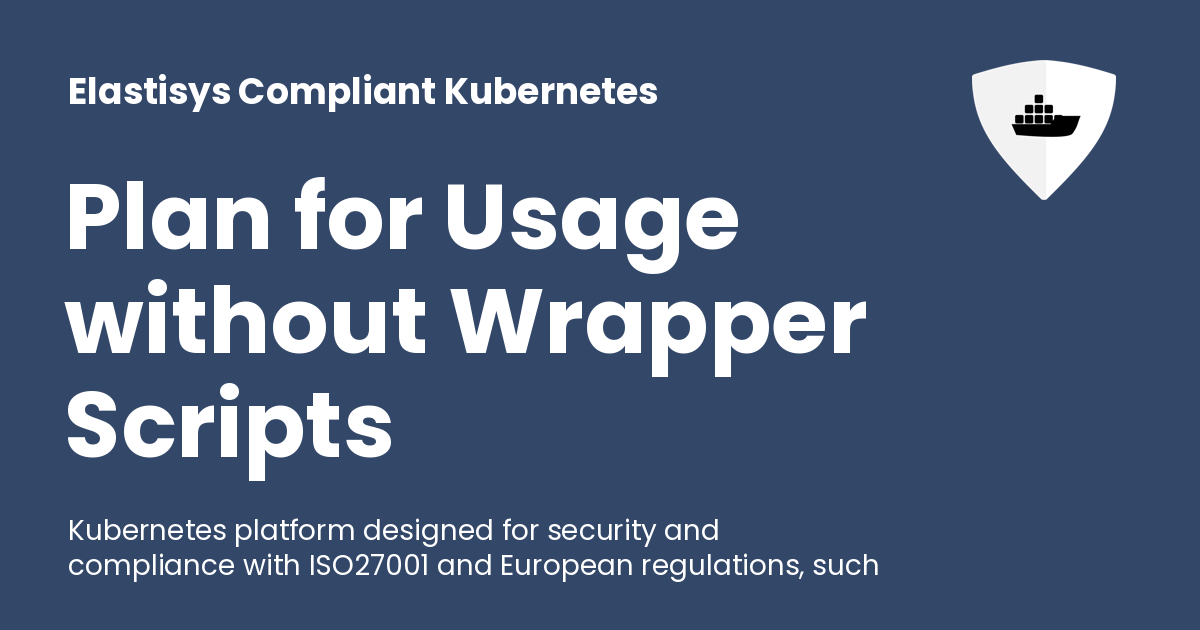 Elastisys Compliant Kubernetes
Plan for Usage
without Wrapper
Scripts
Kubernetes platform designed for security and
compliance with ISO27001 and European regulations, such